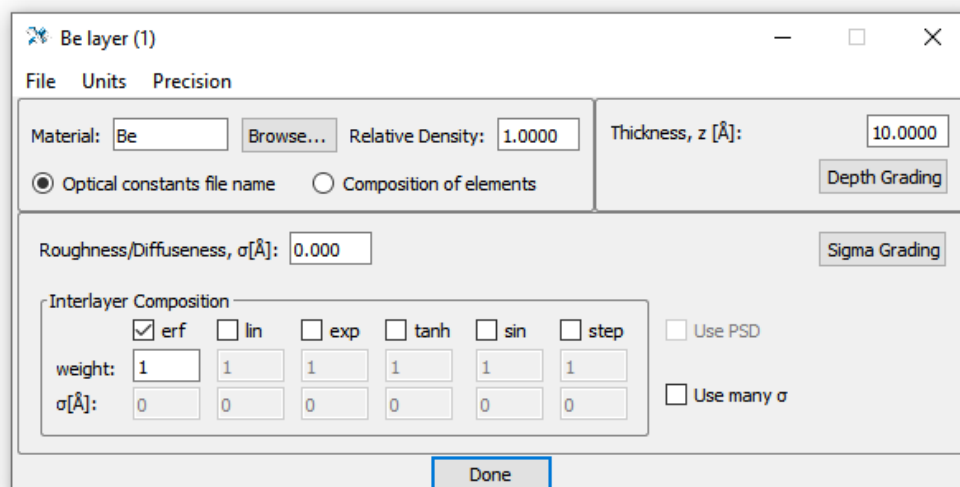 Be layer (1)
File Units Precision
Material: Be Browse... Relative Density: 1.0000
Thickness, z [Å]: 10.0000
Optical constants file name Composition of elements
Depth Grading
Roughness/Diffuseness, σ[Å]: 0.000
Sigma Grading
Interlayer Composition
erf lin exp tanh sin step
Use PSD
weight: 1 1 1 1 1 1
σ[Å]: 0 0 0 0 0 0
Use many σ
Done